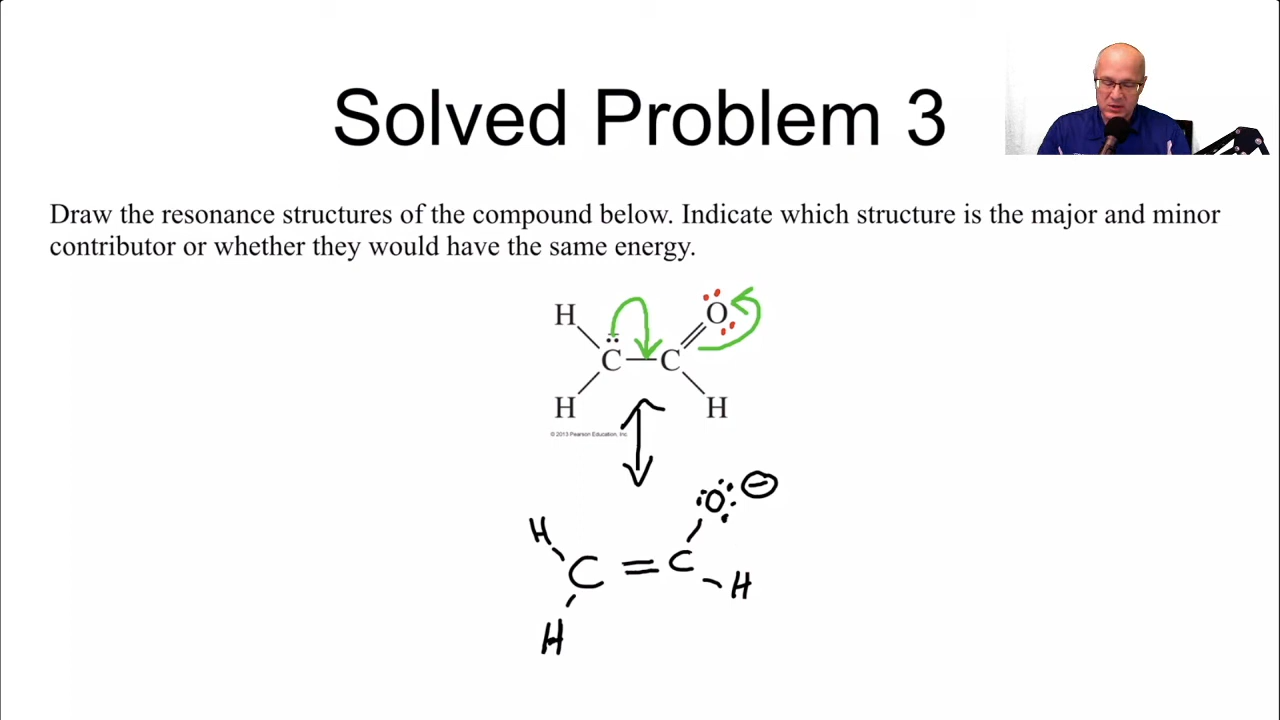 Solved Problem 3
Draw the resonance structures of the compound below. Indicate which structure is the major and minor
contributor or whether they would have the same energy.
H O
C C
H H
© 2013 Pearson Education, Inc.
O −
H
C = C
H
H